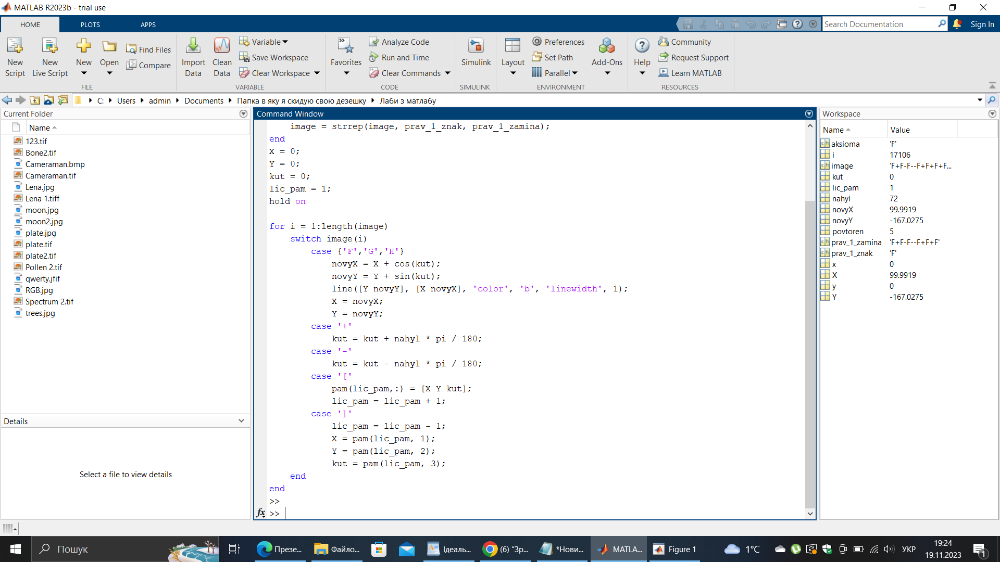 MATLAB R2023b - trial use
HOME PLOTS APPS
Search Documentation
Sign In
New Script
New Live Script
New
Open
Find Files
Compare
FILE
Import Data
Clean Data
Variable
Save Workspace
Clear Workspace
VARIABLE
Favorites
Analyze Code
Run and Time
Clear Commands
CODE
Simulink
SIMULINK
Layout
Preferences
Set Path
Parallel
Add-Ons
ENVIRONMENT
Help
Community
Request Support
Learn MATLAB
RESOURCES
C: Users admin Documents Папка в яку я скидую свою дезешку Лаби з матлабу
Current Folder
Name
123.tif
Bone2.tif
Cameraman.bmp
Cameraman.tif
Lena.jpg
Lena 1.tiff
moon.jpg
moon2.jpg
plate.jpg
plate.tif
plate2.tif
Pollen 2.tif
qwerty.jfif
RGB.jpg
Spectrum 2.tif
trees.jpg
Details
Select a file to view details
Command Window
image = strrep(image, prav_1_znak, prav_1_zamina);
end
X = 0;
Y = 0;
kut = 0;
lic_pam = 1;
hold on
for i = 1:length(image)
switch image(i)
case {'F','G','H'}
novyX = X + cos(kut);
novyY = Y + sin(kut);
line([Y novyY], [X novyX], 'color', 'b', 'linewidth', 1);
X = novyX;
Y = novyY;
case '+'
kut = kut + nahyl * pi / 180;
case '-'
kut = kut - nahyl * pi / 180;
case '['
pam(lic_pam,:) = [X Y kut];
lic_pam = lic_pam + 1;
case ']'
lic_pam = lic_pam - 1;
X = pam(lic_pam, 1);
Y = pam(lic_pam, 2);
kut = pam(lic_pam, 3);
end
end
>>
fx >>
Workspace
Name Value
aksioma 'F'
i 17106
image 'F+F-F--F+F+F+F...
kut 0
lic_pam 1
nahyl 72
novyX 99.9919
novyY -167.0275
povtoren 5
prav_1_zamina 'F+F-F--F+F+F'
prav_1_znak 'F'
x 0
X 99.9919
y 0
Y -167.0275
Пошук
Презе...
Файло...
Ідеаль...
(6) "Зр...
*Нови...
MATLA...
Figure 1
1°C
УКР
19:24
19.11.2023
1